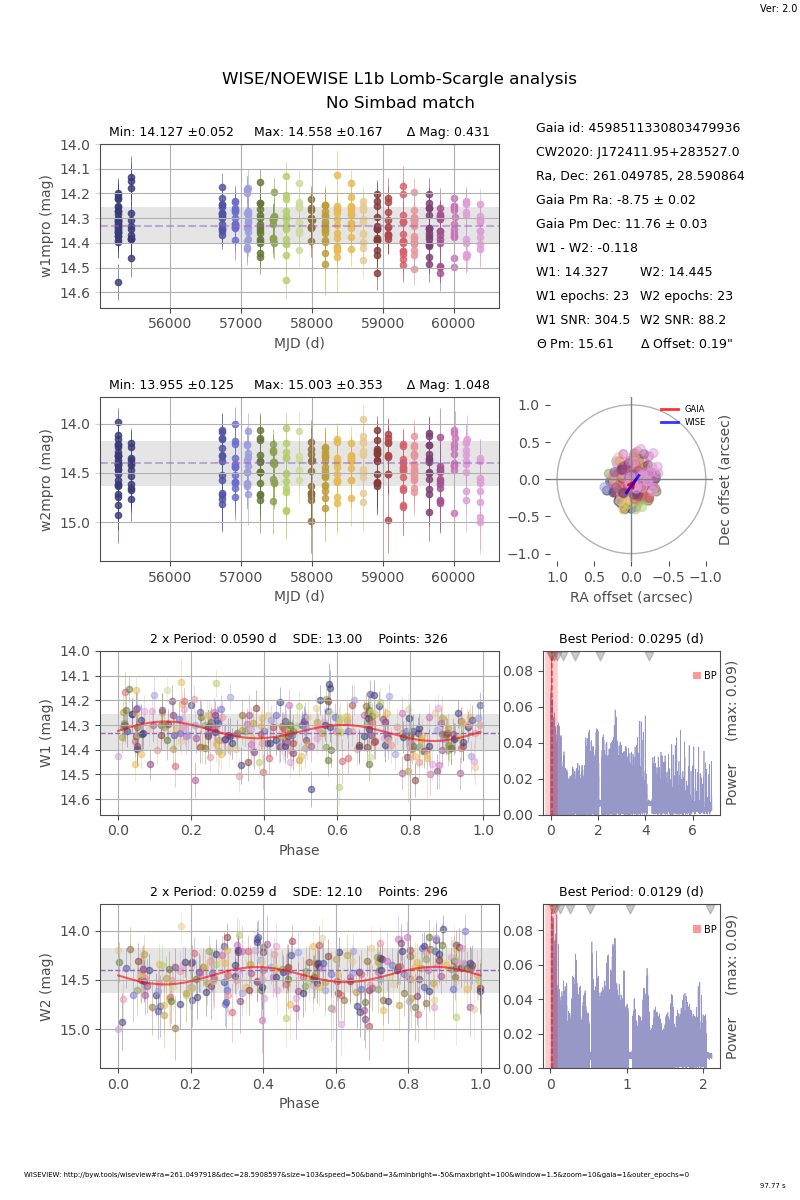 Ver: 2.0
WISE/NOEWISE L1b Lomb-Scargle analysis
No Simbad match
Min: 14.127 ±0.052 Max: 14.558 ±0.167 Δ Mag: 0.431
14.0
14.1
14.2
14.3
14.4
14.5
14.6
w1mpro (mag)
56000 57000 58000 59000 60000
MJD (d)
Gaia id: 4598511330803479936
CW2020: J172411.95+283527.0
Ra, Dec: 261.049785, 28.590864
Gaia Pm Ra: -8.75 ± 0.02
Gaia Pm Dec: 11.76 ± 0.03
W1 - W2: -0.118
W1: 14.327 W2: 14.445
W1 epochs: 23 W2 epochs: 23
W1 SNR: 304.5 W2 SNR: 88.2
Θ Pm: 15.61 Δ Offset: 0.19"
Min: 13.955 ±0.125 Max: 15.003 ±0.353 Δ Mag: 1.048
14.0
14.5
15.0
w2mpro (mag)
56000 57000 58000 59000 60000
MJD (d)
GAIA
WISE
1.0
0.5
0.0
−0.5
−1.0
1.0 0.5 0.0 −0.5 −1.0
RA offset (arcsec)
Dec offset (arcsec)
2 x Period: 0.0590 d SDE: 13.00 Points: 326
14.0
14.1
14.2
14.3
14.4
14.5
14.6
W1 (mag)
0.0 0.2 0.4 0.6 0.8 1.0
Phase
Best Period: 0.0295 (d)
BP
0.08
0.06
0.04
0.02
0.00
0 2 4 6
Power (max: 0.09)
2 x Period: 0.0259 d SDE: 12.10 Points: 296
14.0
14.5
15.0
W2 (mag)
0.0 0.2 0.4 0.6 0.8 1.0
Phase
Best Period: 0.0129 (d)
BP
0.08
0.06
0.04
0.02
0.00
0 1 2
Power (max: 0.09)
WISEVIEW: http://byw.tools/wiseview#ra=261.0497918&dec=28.5908597&size=103&speed=50&band=3&minbright=-50&maxbright=100&window=1.5&zoom=10&gaia=1&outer_epochs=0
97.77 s